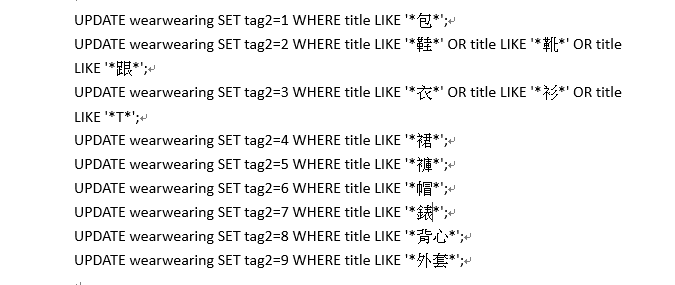 UPDATE wearwearing SET tag2=1 WHERE title LIKE '*包*';
UPDATE wearwearing SET tag2=2 WHERE title LIKE '*鞋*' OR title LIKE '*靴*' OR title
LIKE '*跟*';
UPDATE wearwearing SET tag2=3 WHERE title LIKE '*衣*' OR title LIKE '*衫*' OR title
LIKE '*T*';
UPDATE wearwearing SET tag2=4 WHERE title LIKE '*裙*';
UPDATE wearwearing SET tag2=5 WHERE title LIKE '*褲*';
UPDATE wearwearing SET tag2=6 WHERE title LIKE '*帽*';
UPDATE wearwearing SET tag2=7 WHERE title LIKE '*錶*';
UPDATE wearwearing SET tag2=8 WHERE title LIKE '*背心*';
UPDATE wearwearing SET tag2=9 WHERE title LIKE '*外套*';